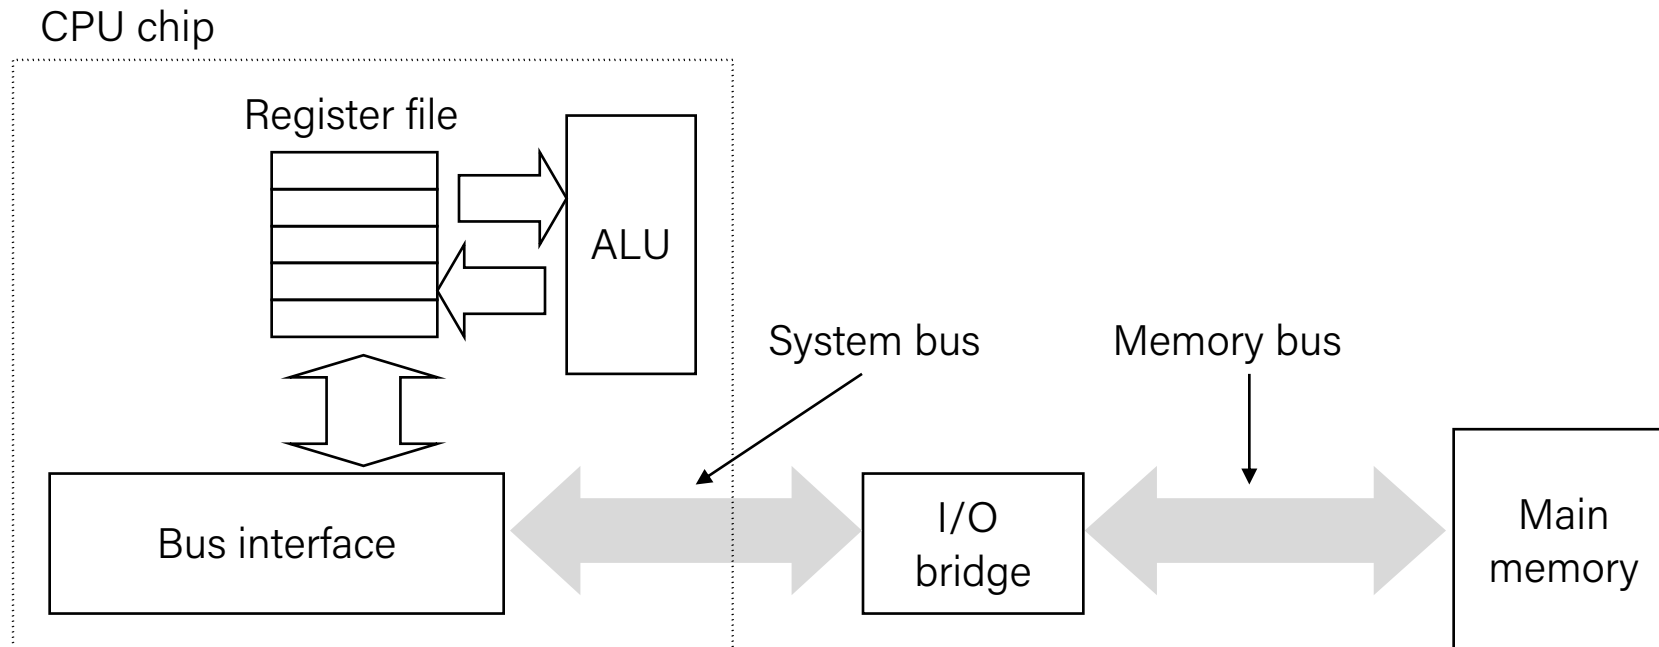 CPU chip
Register file
ALU
System bus
Memory bus
Bus interface
I/O
bridge
Main
memory